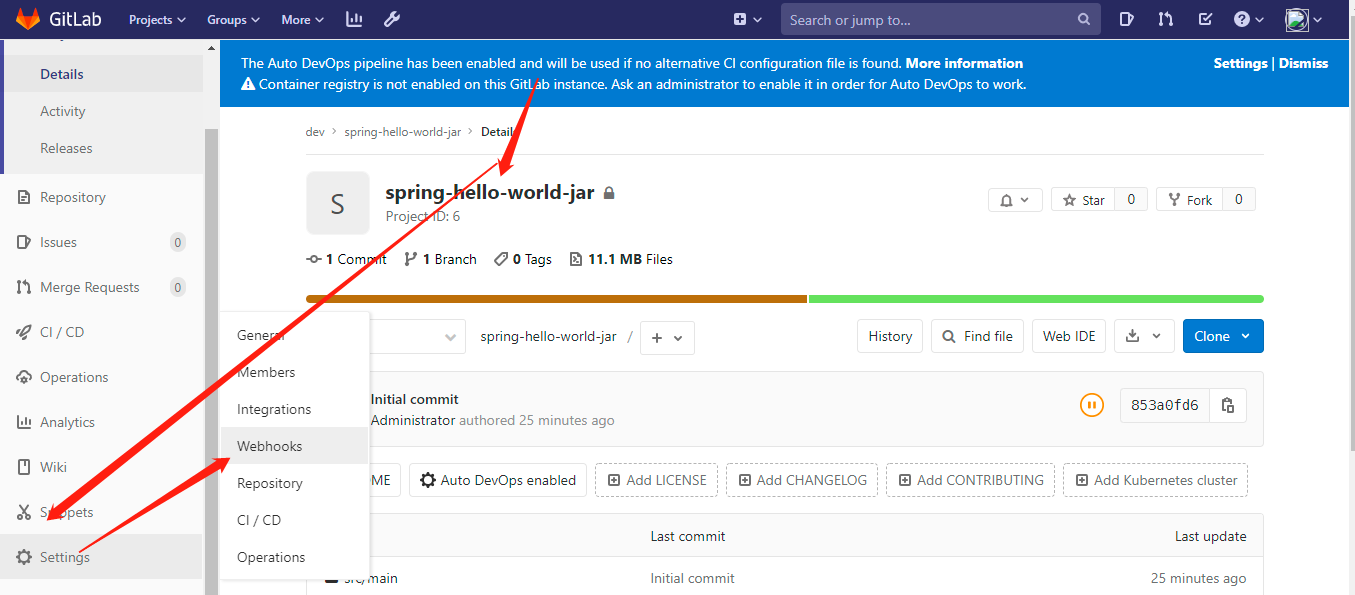 GitLab Projects Groups More Search or jump to...
Details
Activity
Releases
Repository
Issues 0
Merge Requests 0
CI / CD
Operations
Analytics
Wiki
Snippets
Settings
General
Members
Integrations
Webhooks
Repository
CI / CD
Operations
The Auto DevOps pipeline has been enabled and will be used if no alternative CI configuration file is found. More information
Settings | Dismiss
Container registry is not enabled on this GitLab instance. Ask an administrator to enable it in order for Auto DevOps to work.
dev > spring-hello-world-jar > Details
S
spring-hello-world-jar
Project ID: 6
Star 0 Fork 0
1 Commit 1 Branch 0 Tags 11.1 MB Files
spring-hello-world-jar / + History Find file Web IDE Clone
Initial commit
Administrator authored 25 minutes ago
853a0fd6
ME Auto DevOps enabled Add LICENSE Add CHANGELOG Add CONTRIBUTING Add Kubernetes cluster
Last commit Last update
src/main Initial commit 25 minutes ago